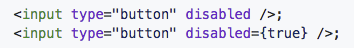 <input type="button" disabled />;
<input type="button" disabled={true} />;